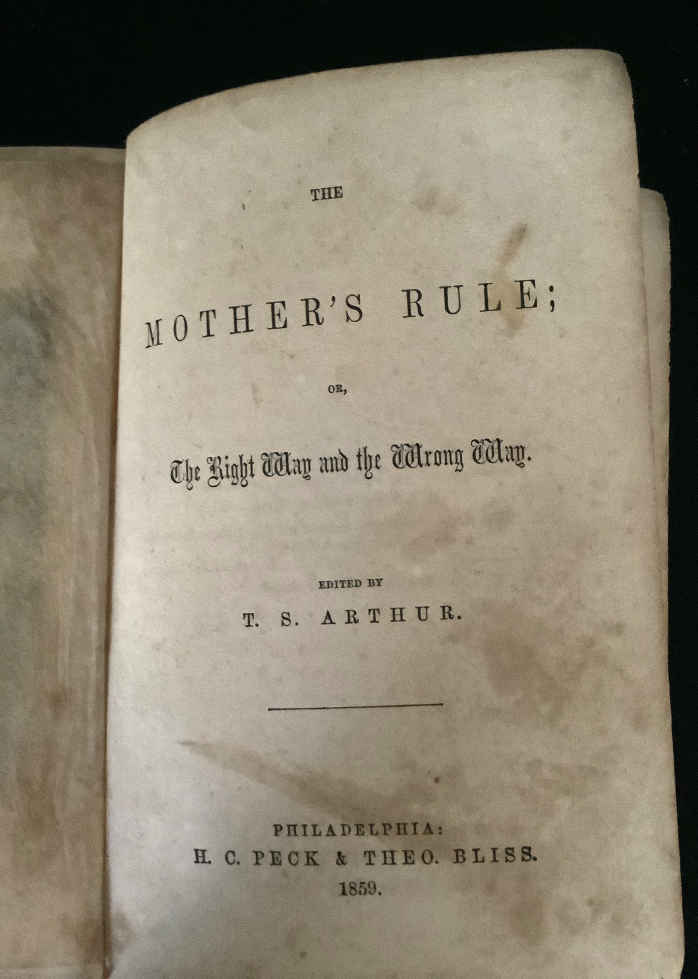 THE
MOTHER'S RULE;
OR,
The Right Way and the Wrong Way.
EDITED BY
T. S. ARTHUR.
PHILADELPHIA:
H. C. PECK & THEO. BLISS.
1859.